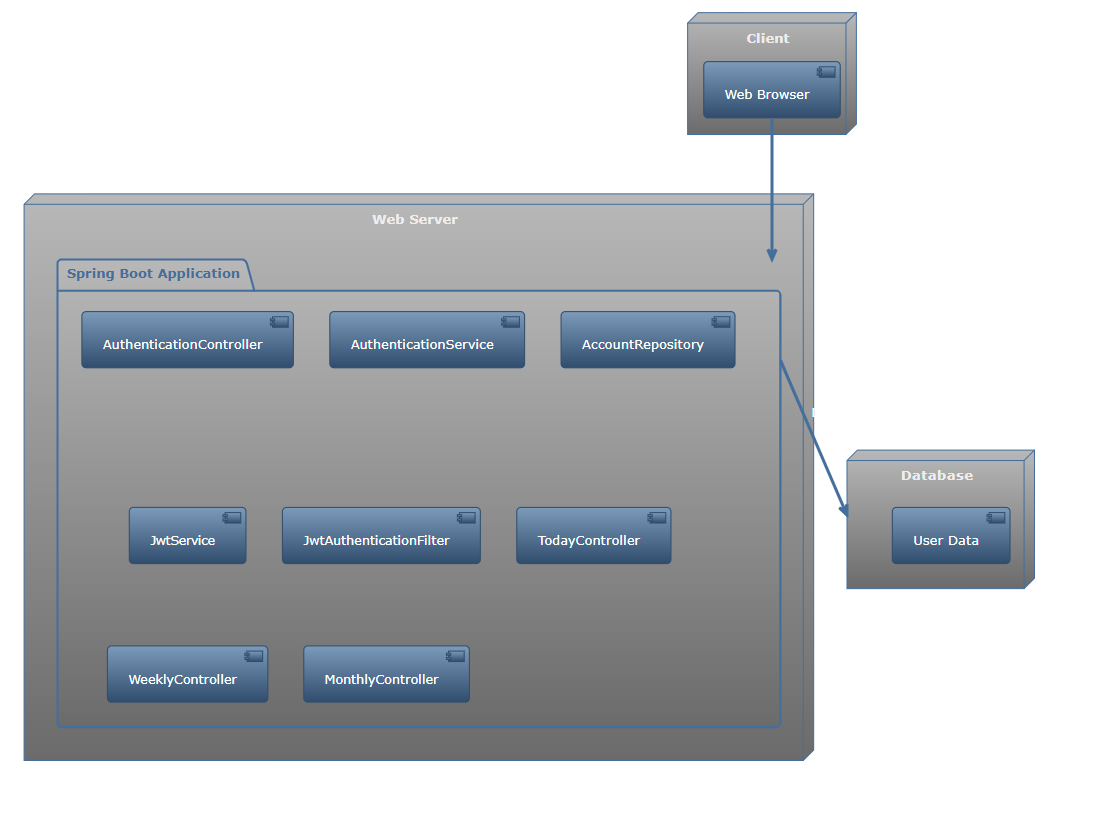 Client
Web Browser
Web Server
Spring Boot Application
AuthenticationController
AuthenticationService
AccountRepository
Database
JwtService
JwtAuthenticationFilter
TodayController
User Data
WeeklyController
MonthlyController